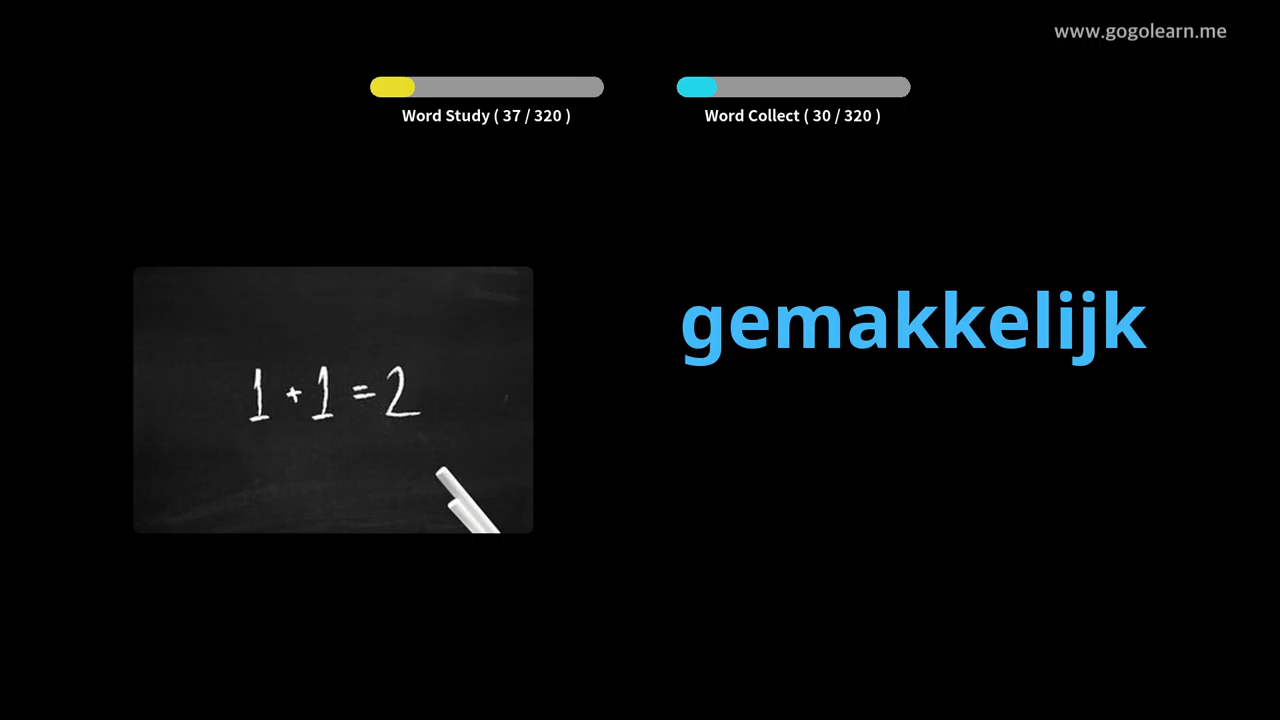 www.gogolearn.me
Word Study ( 37 / 320 )
Word Collect ( 30 / 320 )
gemakkelijk
1 + 1 = 2